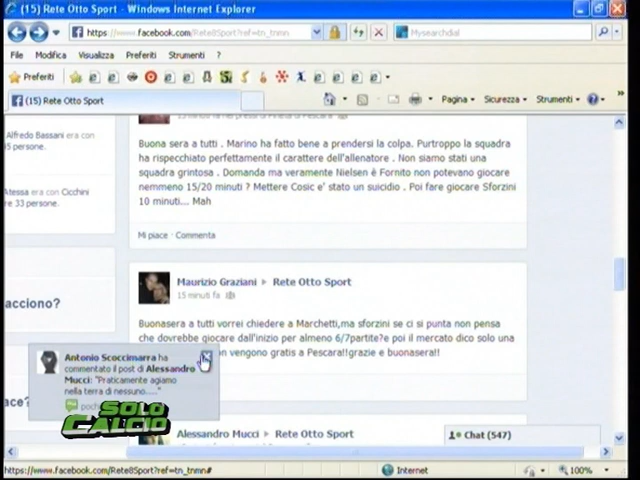 (15) Rete Otto Sport - Windows Internet Explorer
https://www.facebook.com/Rete8Sport?ref=tn_tnmn
Mysearchdial
File Modifica Visualizza Preferiti Strumenti ?
Preferiti
(15) Rete Otto Sport
Pagina Sicurezza Strumenti
Alfredo Bassani era con
persone.
era con Cicchini
re 33 persone.
acciono?
Buona sera a tutti . Marino ha fatto bene a prendersi la colpa. Purtroppo la squadra
ha rispecchiato perfettamente il carattere dell'allenatore . Non siamo stati una
squadra grintosa . Domanda ma veramente Nielsen è Fornito non potevano giocare
nemmeno 15/20 minuti ? Mettere Cosic e' stato un suicidio . Poi fare giocare Sforzini
10 minuti... Mah
Mi piace · Commenta
Maurizio Graziani Rete Otto Sport
15 minuti fa
Buonasera a tutti vorrei chiedere a Marchetti,ma sforzini se ci si punta non pensa
che dovrebbe giocare dall'inizio per almeno 6/7partite?e poi il mercato dico solo una
on vengono gratis a Pescara!!grazie e buonasera!!
Antonio Scoccimarra ha
commentato il post di Alessandro
Mucci: "Praticamente agiamo
nella terra di nessuno....."
SOLO
CALCIO
Alessandro Mucci Rete Otto Sport
Chat (547)
https://www.facebook.com/Rete8Sport?ref=tn_tnmn#
Internet
100%